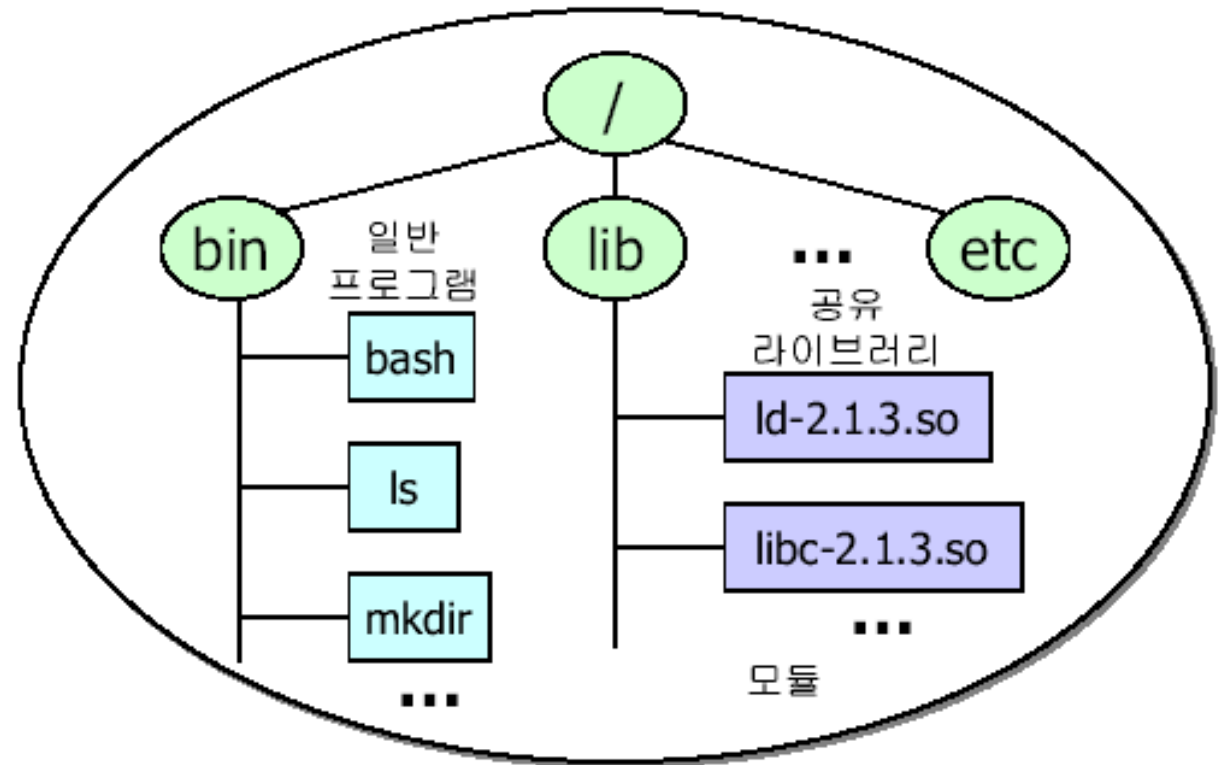 /
bin
일반
프로그램
lib
...
etc
공유
라이브러리
bash
ld-2.1.3.so
ls
libc-2.1.3.so
mkdir
...
모듈
...